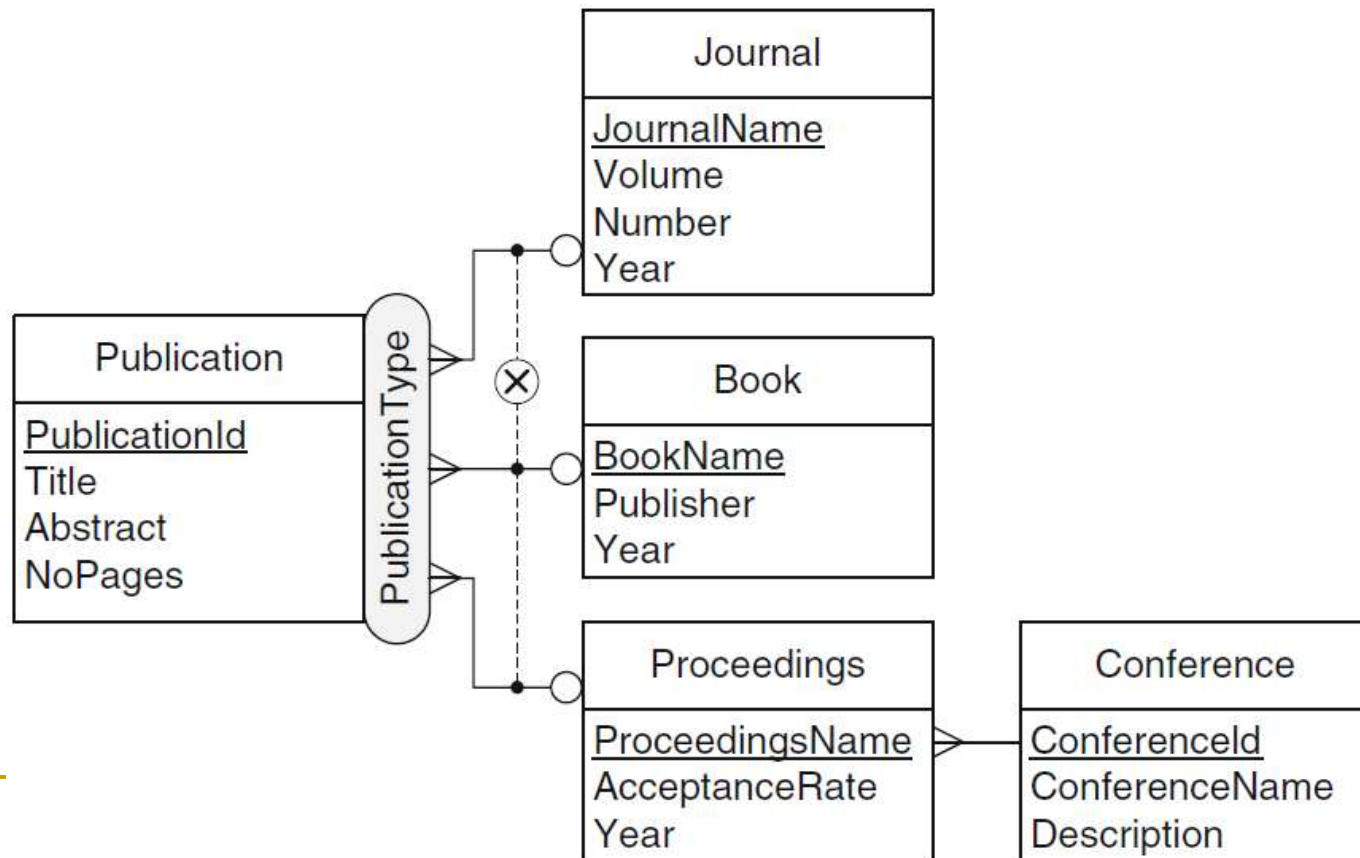 Journal
JournalName
Volume
Number
Year
Publication
PublicationId
Title
Abstract
NoPages
PublicationType
Book
BookName
Publisher
Year
Proceedings
ProceedingsName
AcceptanceRate
Year
Conference
ConferenceId
ConferenceName
Description